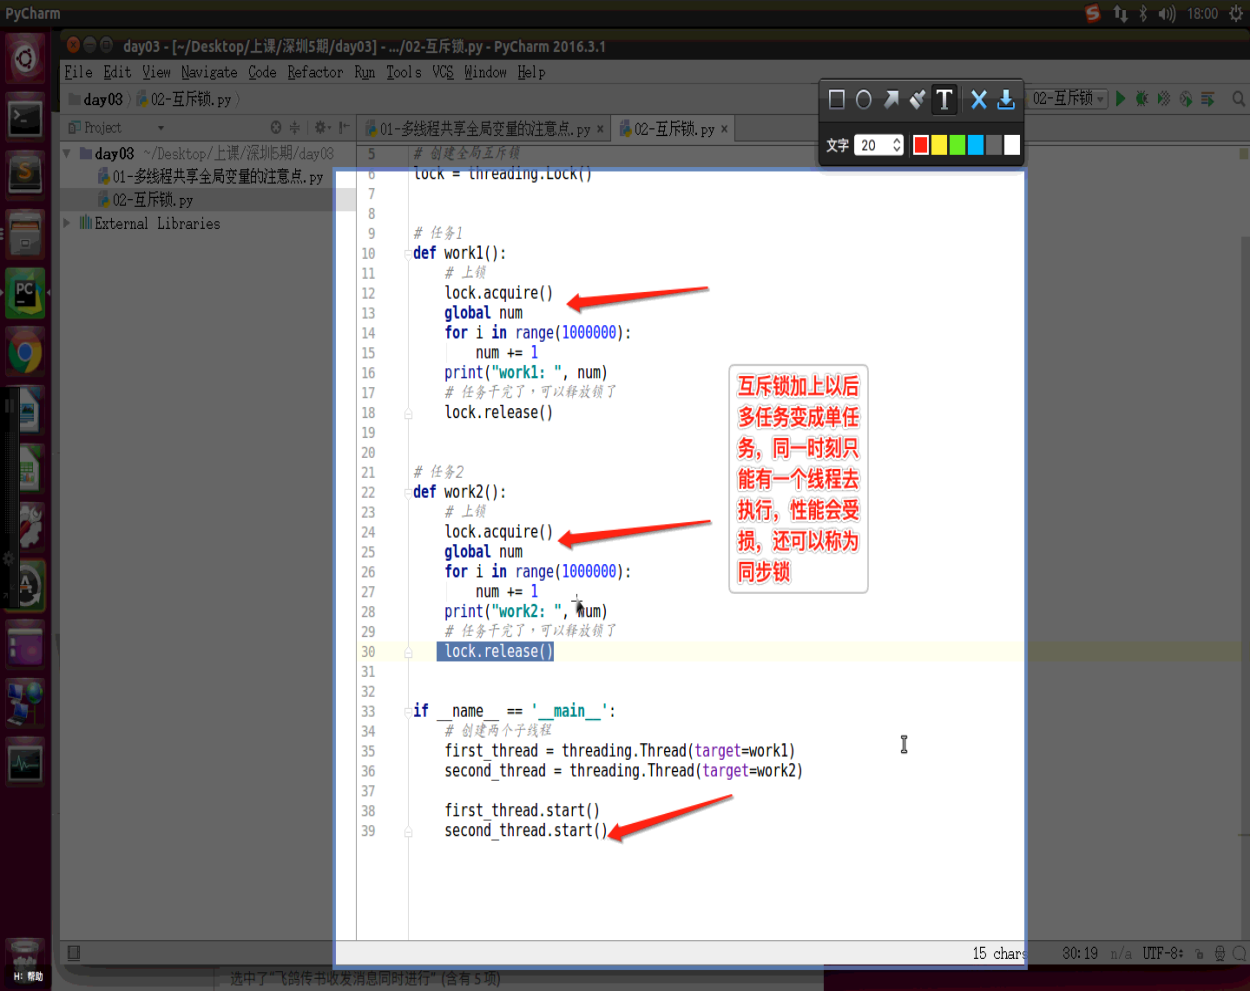 PyCharm
18:00
day03 - [~/Desktop/上课/深圳5期/day03] - .../02-互斥锁.py - PyCharm 2016.3.1
File Edit View Navigate Code Refactor Run Tools VCS Window Help
day03 02-互斥锁.py
02-互斥锁
文字 20
Project
01-多线程共享全局变量的注意点.py × 02-互斥锁.py ×
day03 ~/Desktop/上课/深圳5期/day03
01-多线程共享全局变量的注意点.py
02-互斥锁.py
External Libraries
5 # 创建全局互斥锁
6 lock = threading.Lock()
7
8
9 # 任务1
10 def work1():
11 # 上锁
12 lock.acquire()
13 global num
14 for i in range(1000000):
15 num += 1
16 print("work1: ", num)
17 # 任务干完了，可以释放锁了
18 lock.release()
19
20
21 # 任务2
22 def work2():
23 # 上锁
24 lock.acquire()
25 global num
26 for i in range(1000000):
27 num += 1
28 print("work2: ", num)
29 # 任务干完了，可以释放锁了
30 lock.release()
31
32
33 if __name__ == '__main__':
34 # 创建两个子线程
35 first_thread = threading.Thread(target=work1)
36 second_thread = threading.Thread(target=work2)
37
38 first_thread.start()
39 second_thread.start()
互斥锁加上以后
多任务变成单任
务，同一时刻只
能有一个线程去
执行，性能会受
损，还可以称为
同步锁
15 chars 30:19 n/a UTF-8
H: 帮助
选中了"飞鸽传书收发消息同时进行" (含有 5 项)